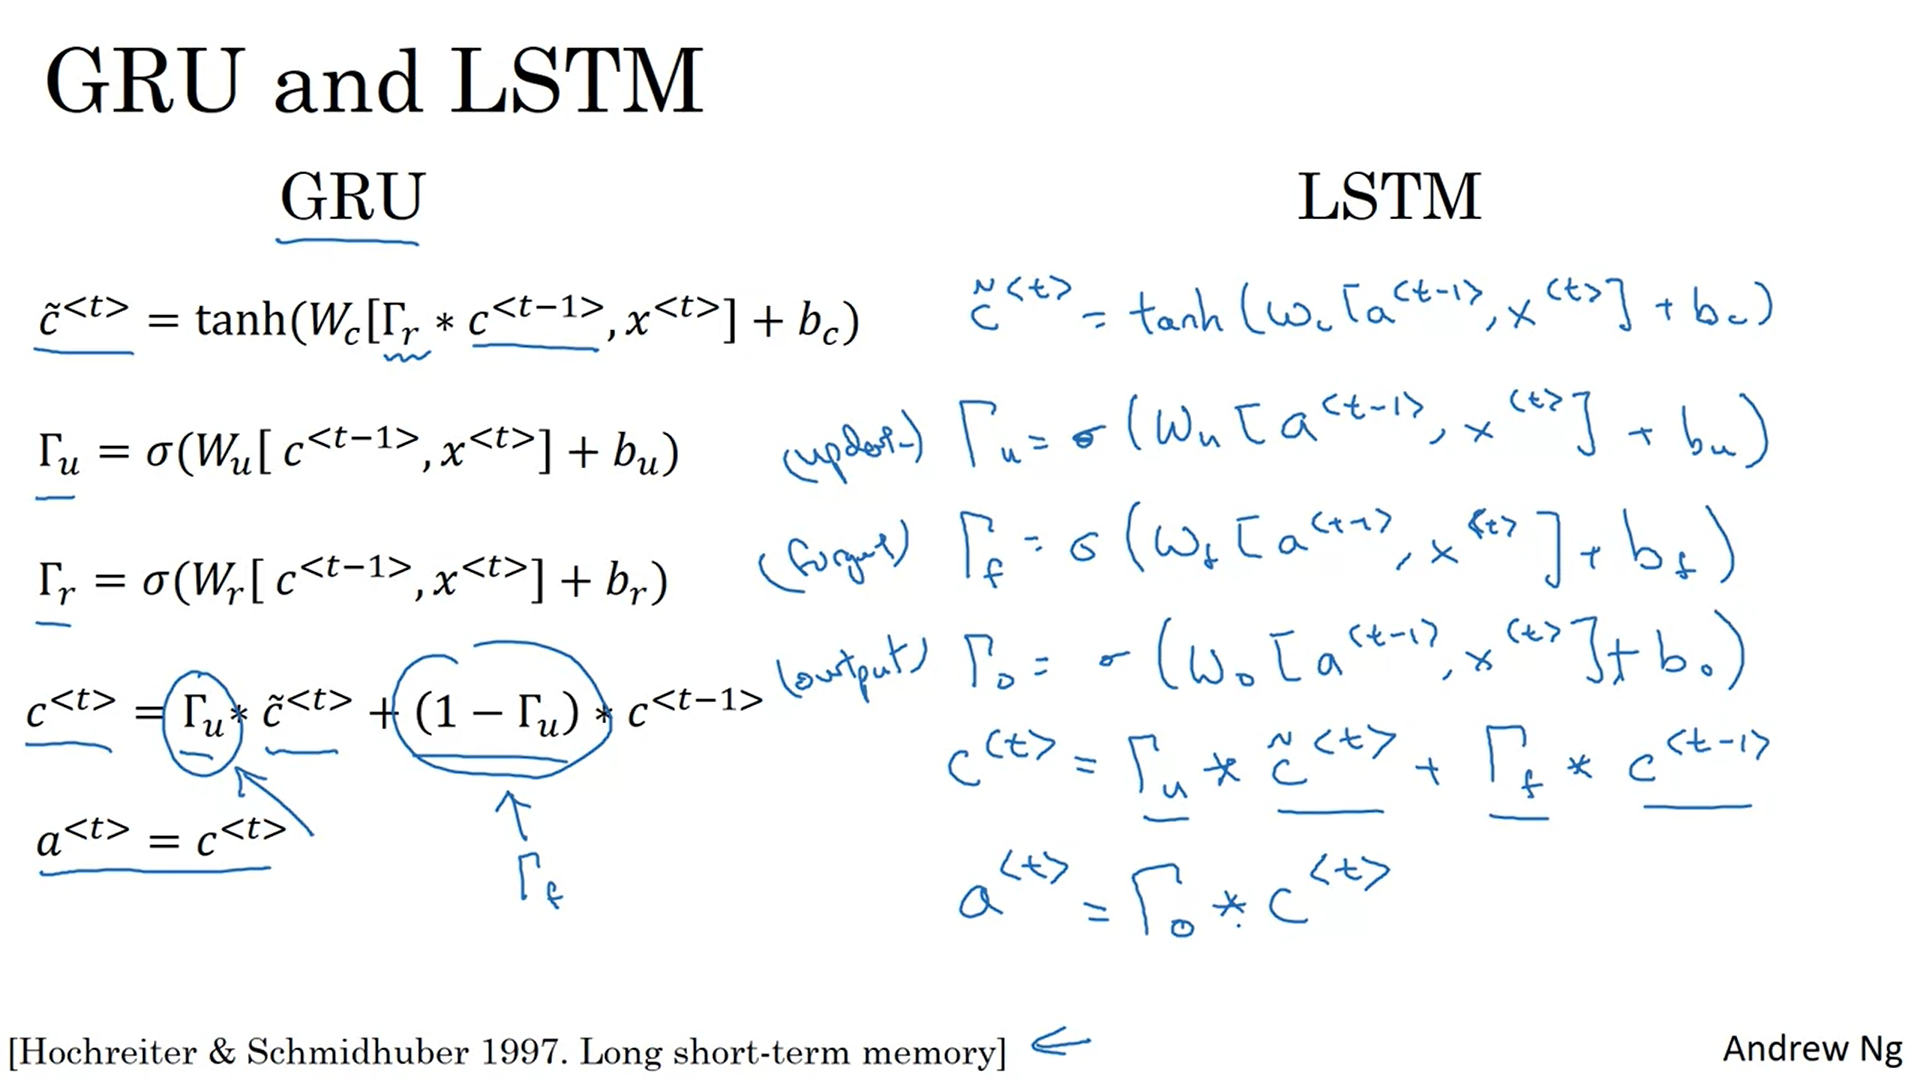 GRU and LSTM
GRU
c̃<t> = tanh(W_c[Γ_r * c<t−1>, x<t>] + b_c)
Γ_u = σ(W_u[ c<t−1>, x<t>] + b_u)
Γ_r = σ(W_r[ c<t−1>, x<t>] + b_r)
c<t> = Γ_u * c̃<t> + (1 − Γ_u) * c<t−1>
a<t> = c<t>
Γ_f
LSTM
c̃<t> = tanh(W_c[a<t-1>, x<t>] + b_c)
(update) Γ_u = σ(W_u[a<t-1>, x<t>] + b_u)
(forget) Γ_f = σ(W_f[a<t-1>, x<t>] + b_f)
(output) Γ_o = σ(W_o[a<t-1>, x<t>] + b_o)
c<t> = Γ_u * c̃<t> + Γ_f * c<t-1>
a<t> = Γ_o * c<t>
[Hochreiter & Schmidhuber 1997. Long short-term memory] ←
Andrew Ng